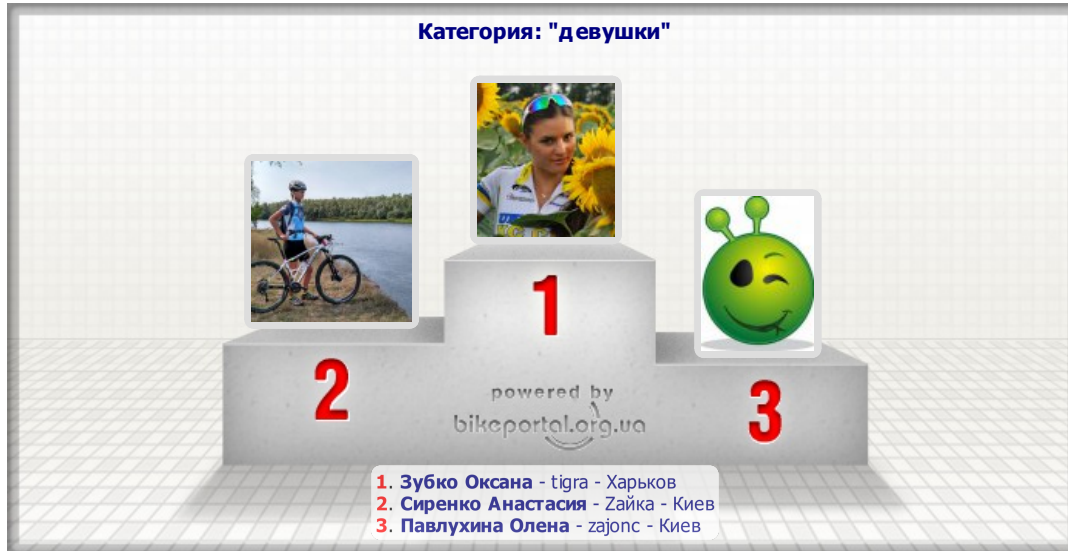 Категория: "девушки"
1
2
3
powered by
bikeportal.org.ua
1. Зубко Оксана - tigra - Харьков
2. Сиренко Анастасия - Zайка - Киев
3. Павлухина Олена - zajonc - Киев